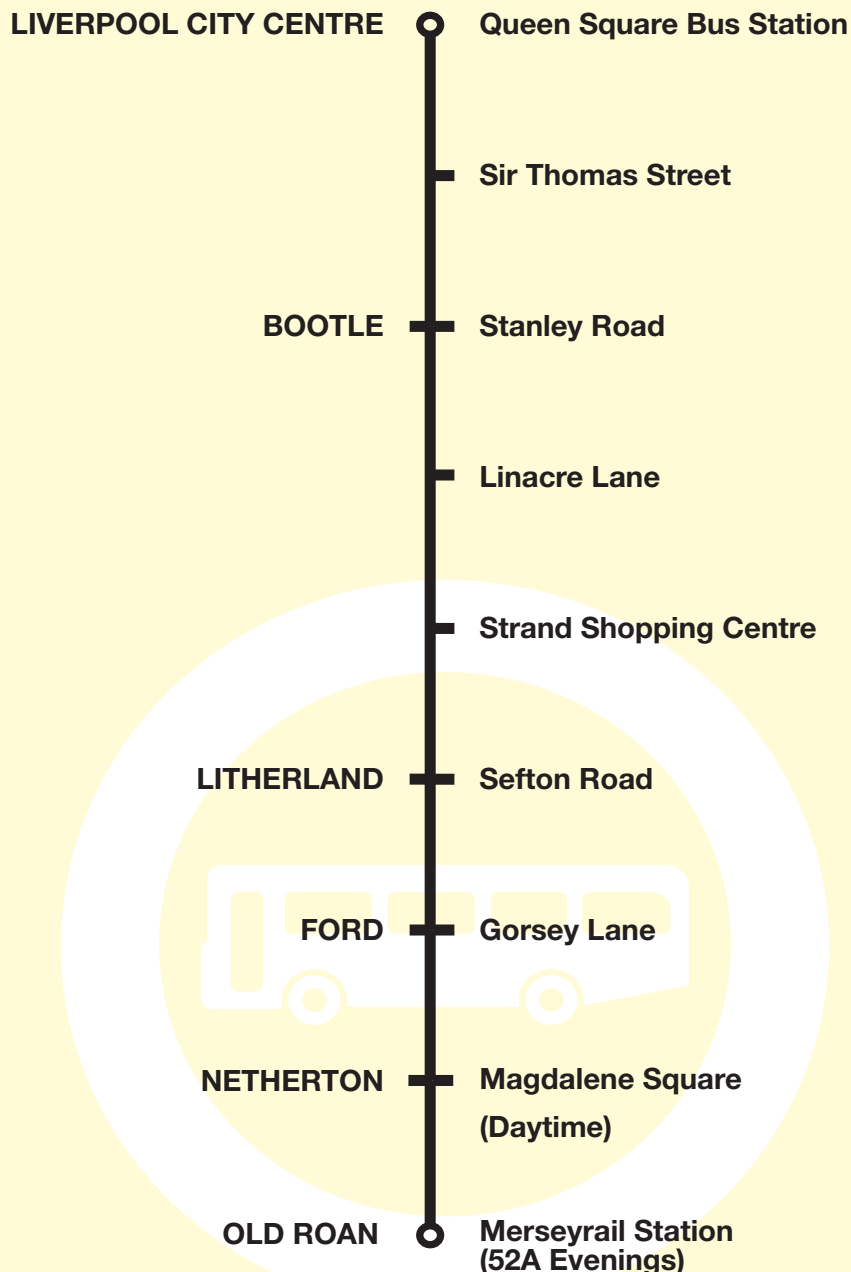 LIVERPOOL CITY CENTRE Queen Square Bus Station
Sir Thomas Street
BOOTLE Stanley Road
Linacre Lane
Strand Shopping Centre
LITHERLAND Sefton Road
FORD Gorsey Lane
NETHERTON Magdalene Square
(Daytime)
OLD ROAN Merseyrail Station
(52A Evenings)